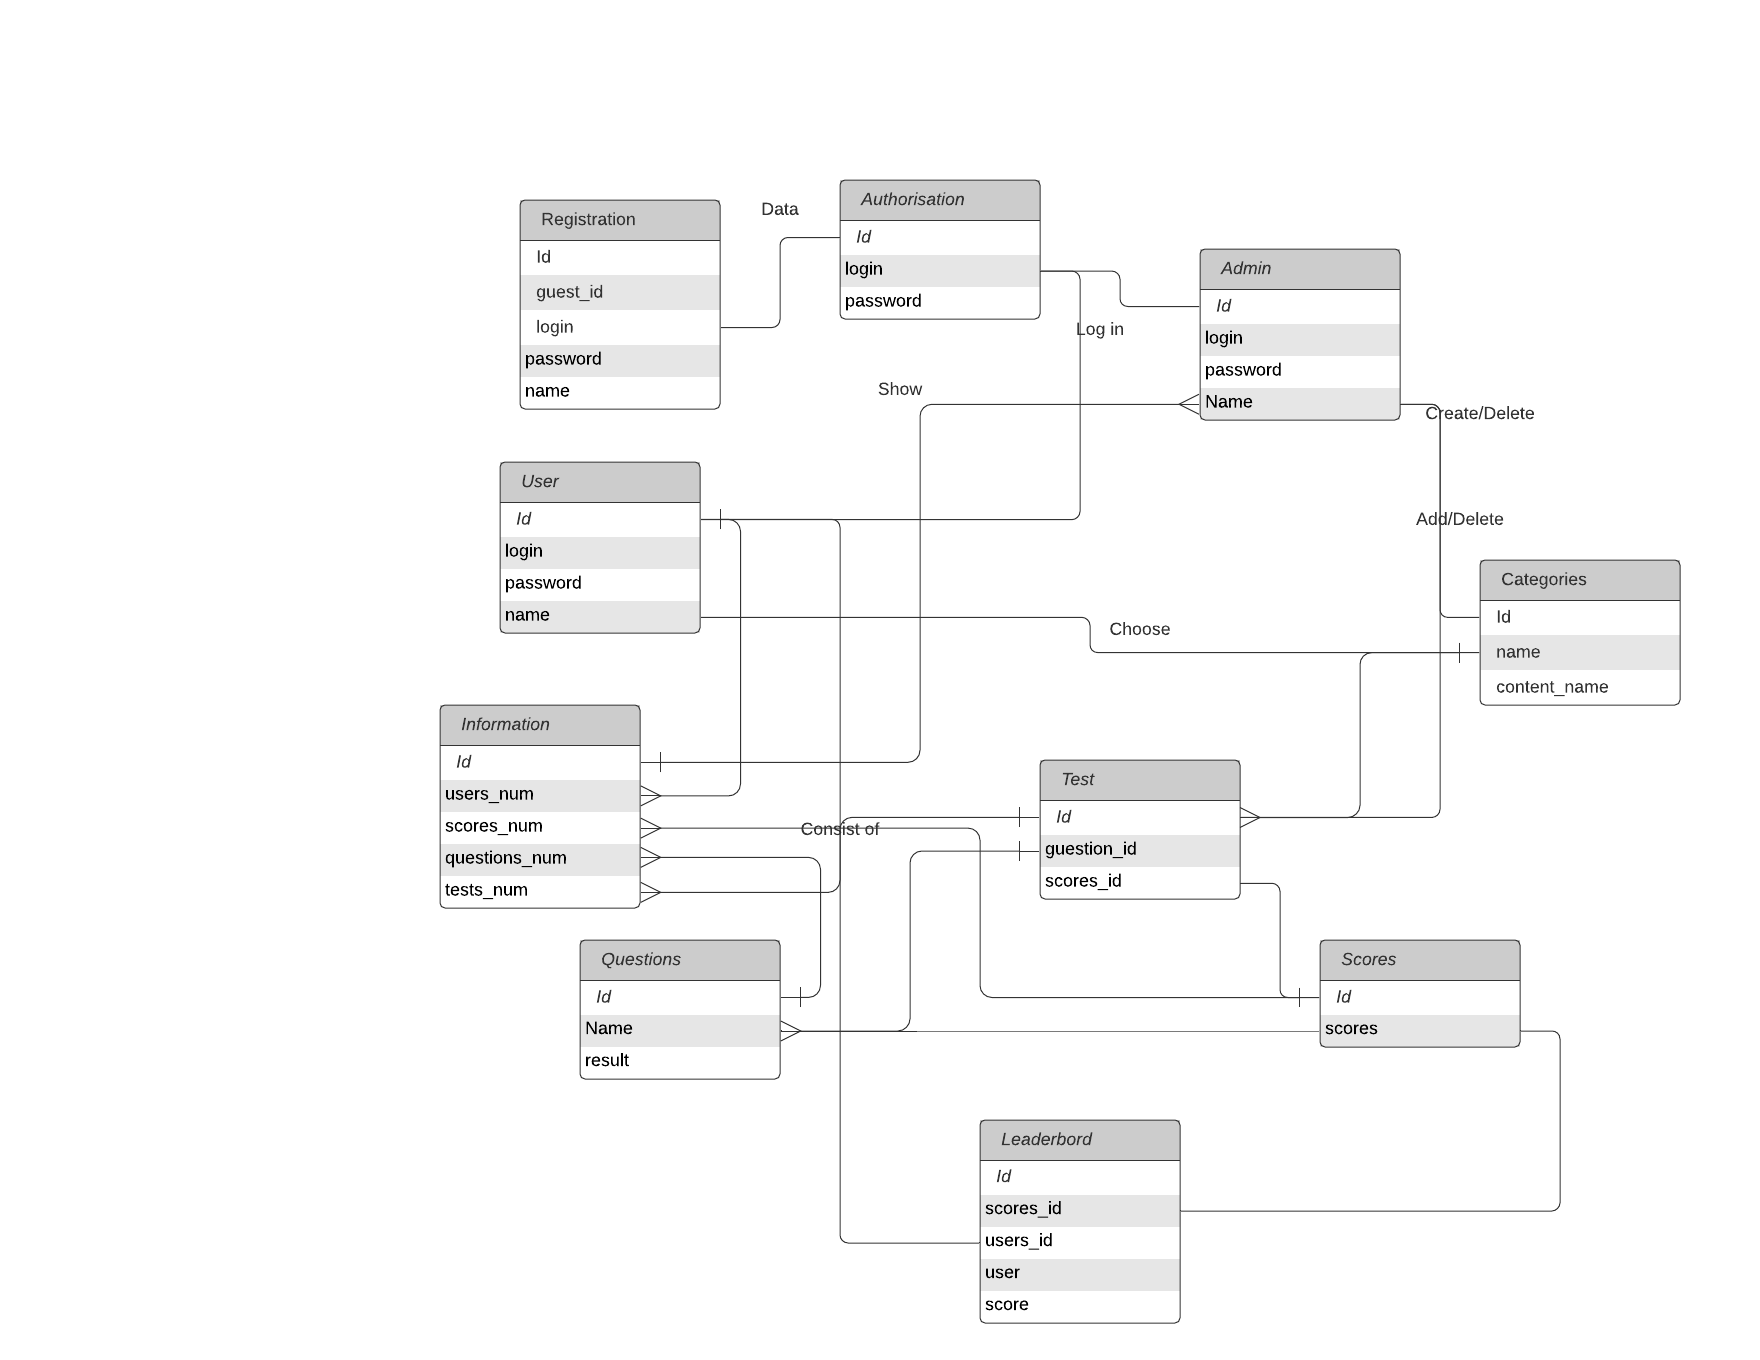 Registration
Id
guest_id
login
password
name
Data
Authorisation
Id
login
password
Log in
Admin
Id
login
password
Name
Show
Create/Delete
Add/Delete
User
Id
login
password
name
Choose
Categories
Id
name
content_name
Information
Id
users_num
scores_num
questions_num
tests_num
Consist of
Test
Id
guestion_id
scores_id
Questions
Id
Name
result
Scores
Id
scores
Leaderbord
Id
scores_id
users_id
user
score